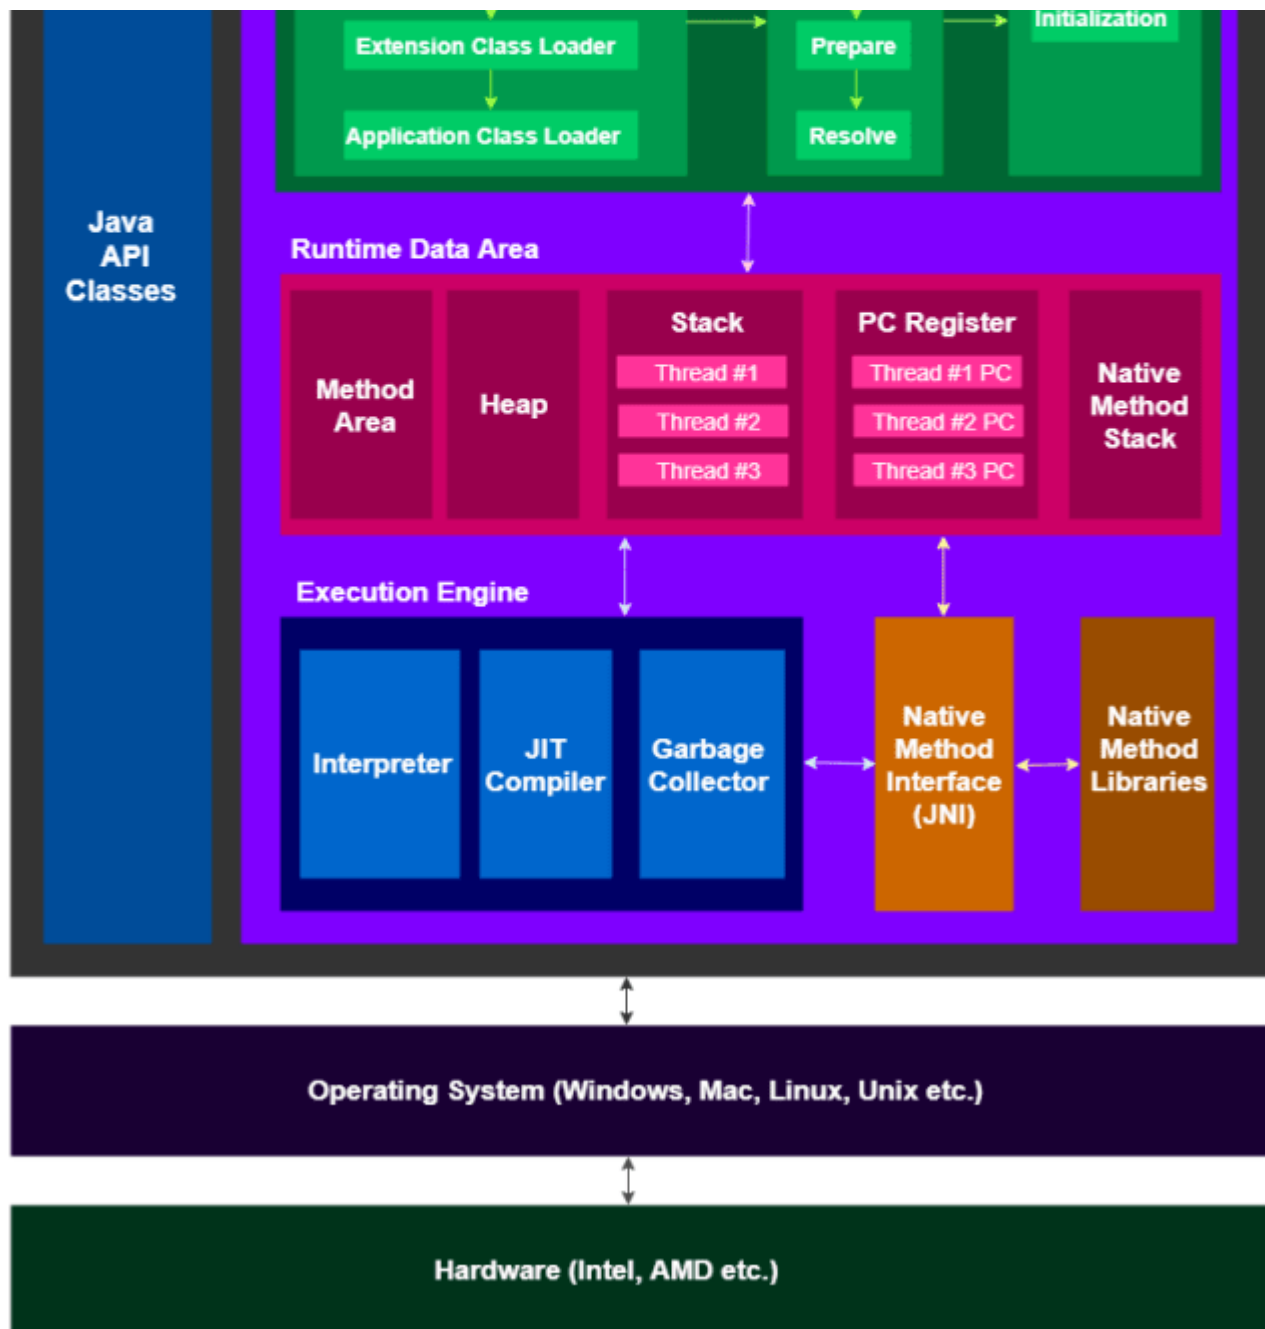 Initialization
Extension Class Loader
Prepare
Application Class Loader
Resolve
Java
API
Classes
Runtime Data Area
Method
Area
Heap
Stack
Thread #1
Thread #2
Thread #3
PC Register
Thread #1 PC
Thread #2 PC
Thread #3 PC
Native
Method
Stack
Execution Engine
Interpreter
JIT
Compiler
Garbage
Collector
Native
Method
Interface
(JNI)
Native
Method
Libraries
Operating System (Windows, Mac, Linux, Unix etc.)
Hardware (Intel, AMD etc.)